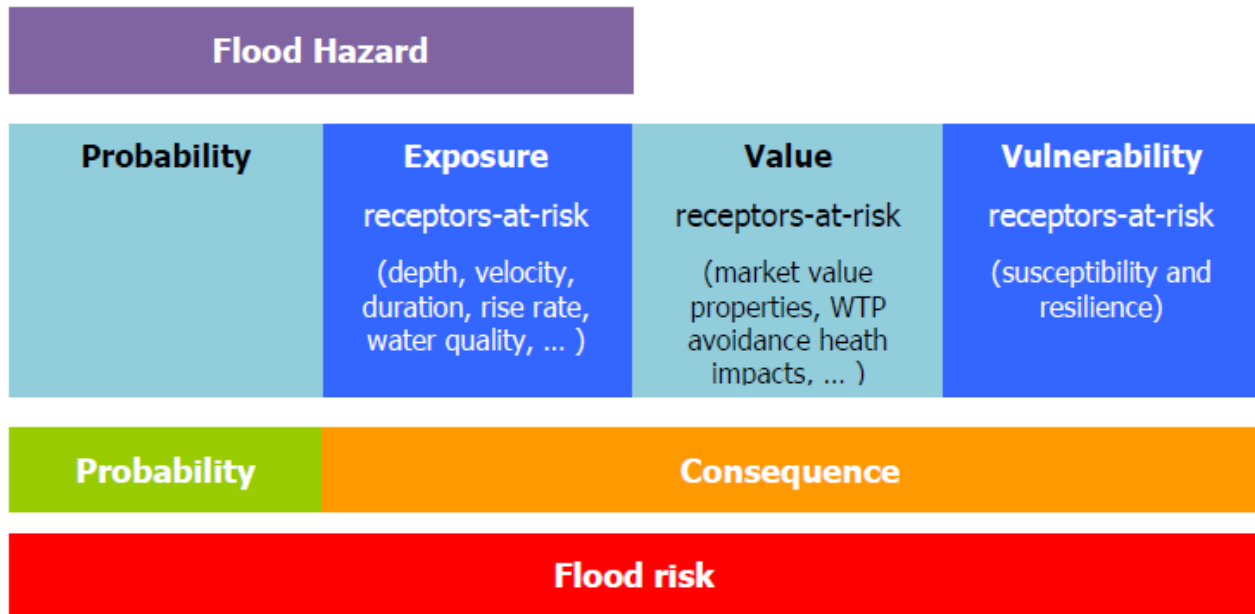 Flood Hazard
Probability
Exposure
receptors-at-risk
(depth, velocity,
duration, rise rate,
water quality, ... )
Value
receptors-at-risk
(market value
properties, WTP
avoidance heath
impacts, ... )
Vulnerability
receptors-at-risk
(susceptibility and
resilience)
Probability
Consequence
Flood risk